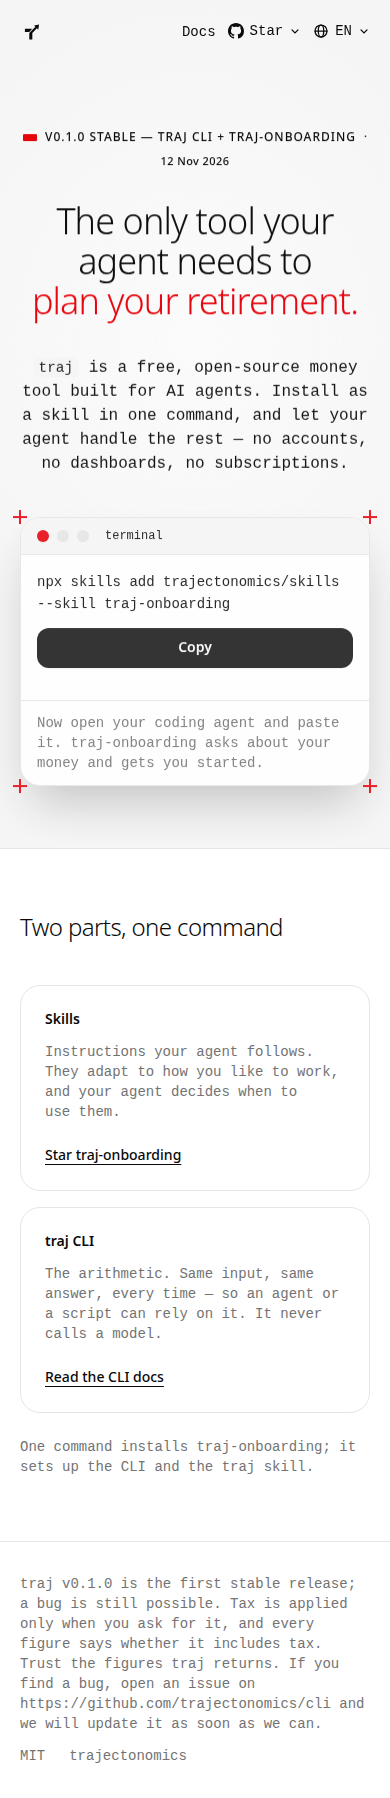 Docs Star EN
V0.1.0 STABLE — TRAJ CLI + TRAJ-ONBOARDING ·
12 Nov 2026
The only tool your
agent needs to
plan your retirement.
traj is a free, open-source money
tool built for AI agents. Install as
a skill in one command, and let your
agent handle the rest — no accounts,
no dashboards, no subscriptions.
terminal
npx skills add trajectonomics/skills
--skill traj-onboarding
Copy
Now open your coding agent and paste
it. traj-onboarding asks about your
money and gets you started.
Two parts, one command
Skills
Instructions your agent follows.
They adapt to how you like to work,
and your agent decides when to
use them.
Star traj-onboarding
traj CLI
The arithmetic. Same input, same
answer, every time — so an agent or
a script can rely on it. It never
calls a model.
Read the CLI docs
One command installs traj-onboarding; it
sets up the CLI and the traj skill.
traj v0.1.0 is the first stable release;
a bug is still possible. Tax is applied
only when you ask for it, and every
figure says whether it includes tax.
Trust the figures traj returns. If you
find a bug, open an issue on
https://github.com/trajectonomics/cli and
we will update it as soon as we can.
MIT trajectonomics